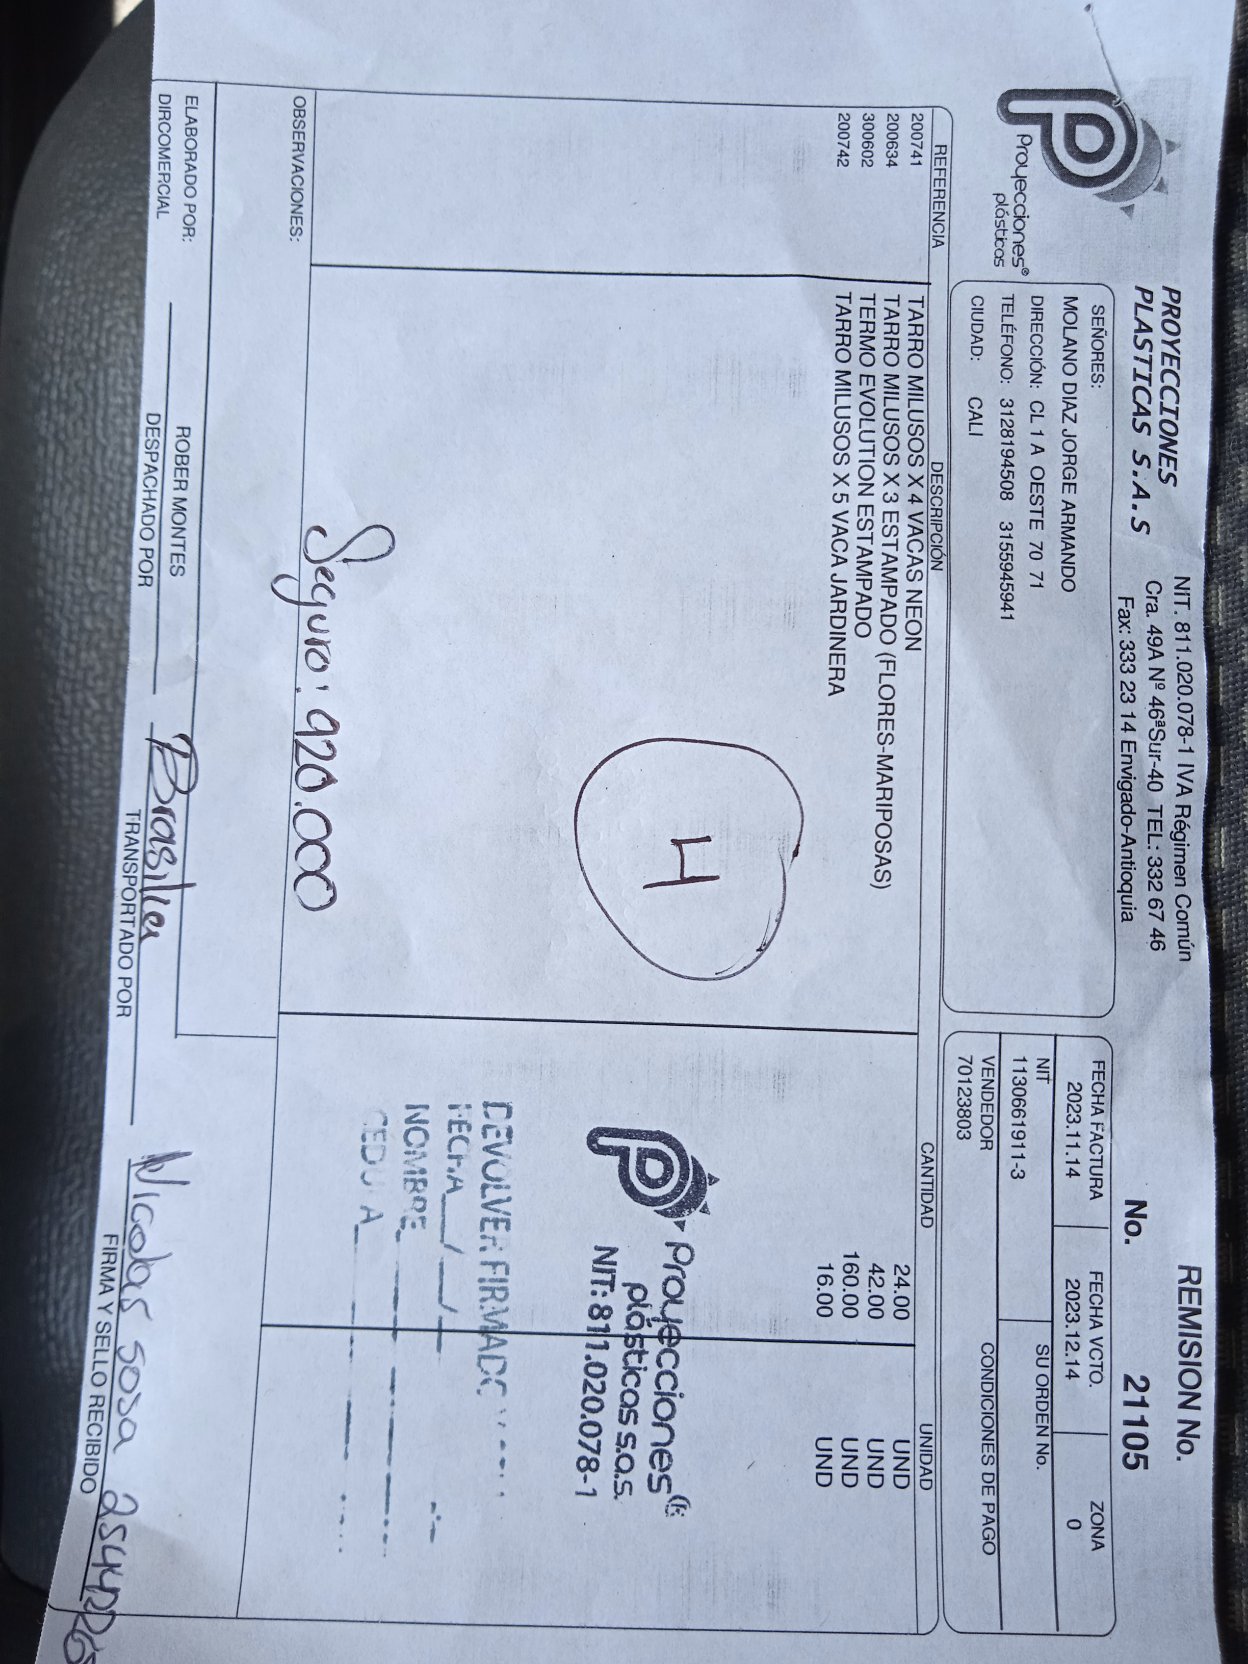 Proyecciones®
plásticas
PROYECCIONES
PLASTICAS S.A.S
NIT. 811.020.078-1 IVA Régimen Común
Cra. 49A Nº 46ªSur-40 TEL: 332 67 46
Fax: 333 23 14 Envigado-Antioquia
REMISION No.
No. 21105
SEÑORES:
MOLANO DIAZ JORGE ARMANDO
DIRECCIÓN: CL 1 A OESTE 70 71
TELÉFONO: 3128194508 3155945941
CIUDAD: CALI
FECHA FACTURA
2023.11.14
FECHA VCTO.
2023.12.14
ZONA
0
NIT
1130661911-3
SU ORDEN No.
VENDEDOR
70123803
CONDICIONES DE PAGO
REFERENCIA DESCRIPCIÓN CANTIDAD UNIDAD
200741 TARRO MILUSOS X 4 VACAS NEON 24.00 UND
200634 TARRO MILUSOS X 3 ESTAMPADO (FLORES-MARIPOSAS) 42.00 UND
300602 TERMO EVOLUTION ESTAMPADO 160.00 UND
200742 TARRO MILUSOS X 5 VACA JARDINERA 16.00 UND
H
Proyecciones
plásticas s.a.s.
NIT: 811.020.078-1
DEVOLVER FIRMADO
FECHA__/__/__
NOMBRE
CEDULA
Seguro: 920.000
OBSERVACIONES:
ELABORADO POR:
DIRCOMERCIAL
ROBER MONTES
DESPACHADO POR
Brasilia
TRANSPORTADO POR
Nicolas Sosa
FIRMA Y SELLO RECIBIDO